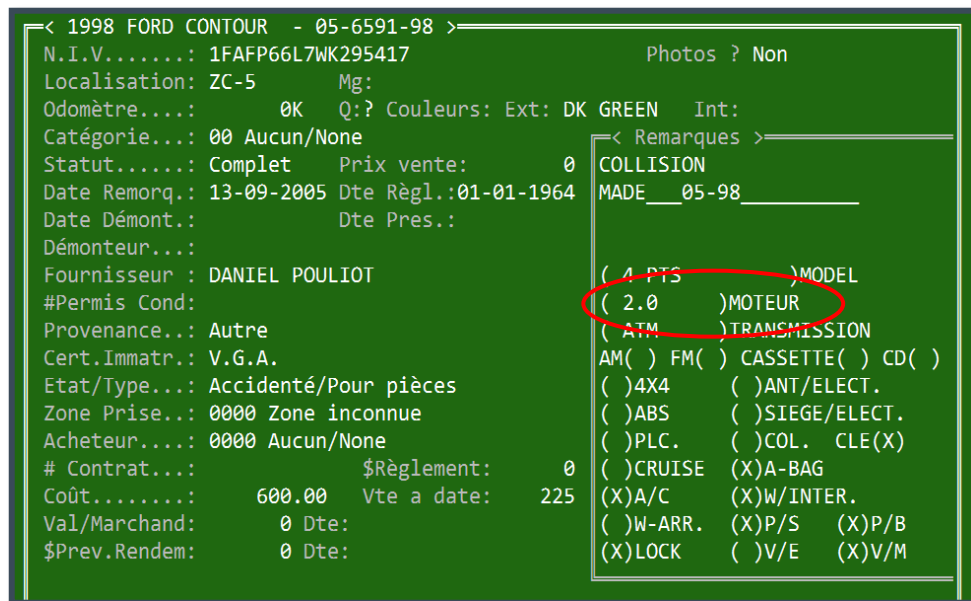 < 1998 FORD CONTOUR - 05-6591-98 >
N.I.V.......: 1FAFP66L7WK295417 Photos ? Non
Localisation: ZC-5 Mg:
Odomètre....: 0K Q:? Couleurs: Ext: DK GREEN Int:
Catégorie...: 00 Aucun/None
Statut......: Complet Prix vente: 0
Date Remorq.: 13-09-2005 Dte Règl.:01-01-1964
Date Démont.: Dte Pres.:
Démonteur...:
Fournisseur : DANIEL POULIOT
#Permis Cond:
Provenance..: Autre
Cert.Immatr.: V.G.A.
Etat/Type...: Accidenté/Pour pièces
Zone Prise..: 0000 Zone inconnue
Acheteur....: 0000 Aucun/None
# Contrat...: $Règlement: 0
Coût........: 600.00 Vte a date: 225
Val/Marchand: 0 Dte:
$Prev.Rendem: 0 Dte:
< Remarques >
COLLISION
MADE___05-98__________
( 4 PTS )MODEL
( 2.0 )MOTEUR
( ATM )TRANSMISSION
AM( ) FM( ) CASSETTE( ) CD( )
( )4X4 ( )ANT/ELECT.
( )ABS ( )SIEGE/ELECT.
( )PLC. ( )COL. CLE(X)
( )CRUISE (X)A-BAG
(X)A/C (X)W/INTER.
( )W-ARR. (X)P/S (X)P/B
(X)LOCK ( )V/E (X)V/M